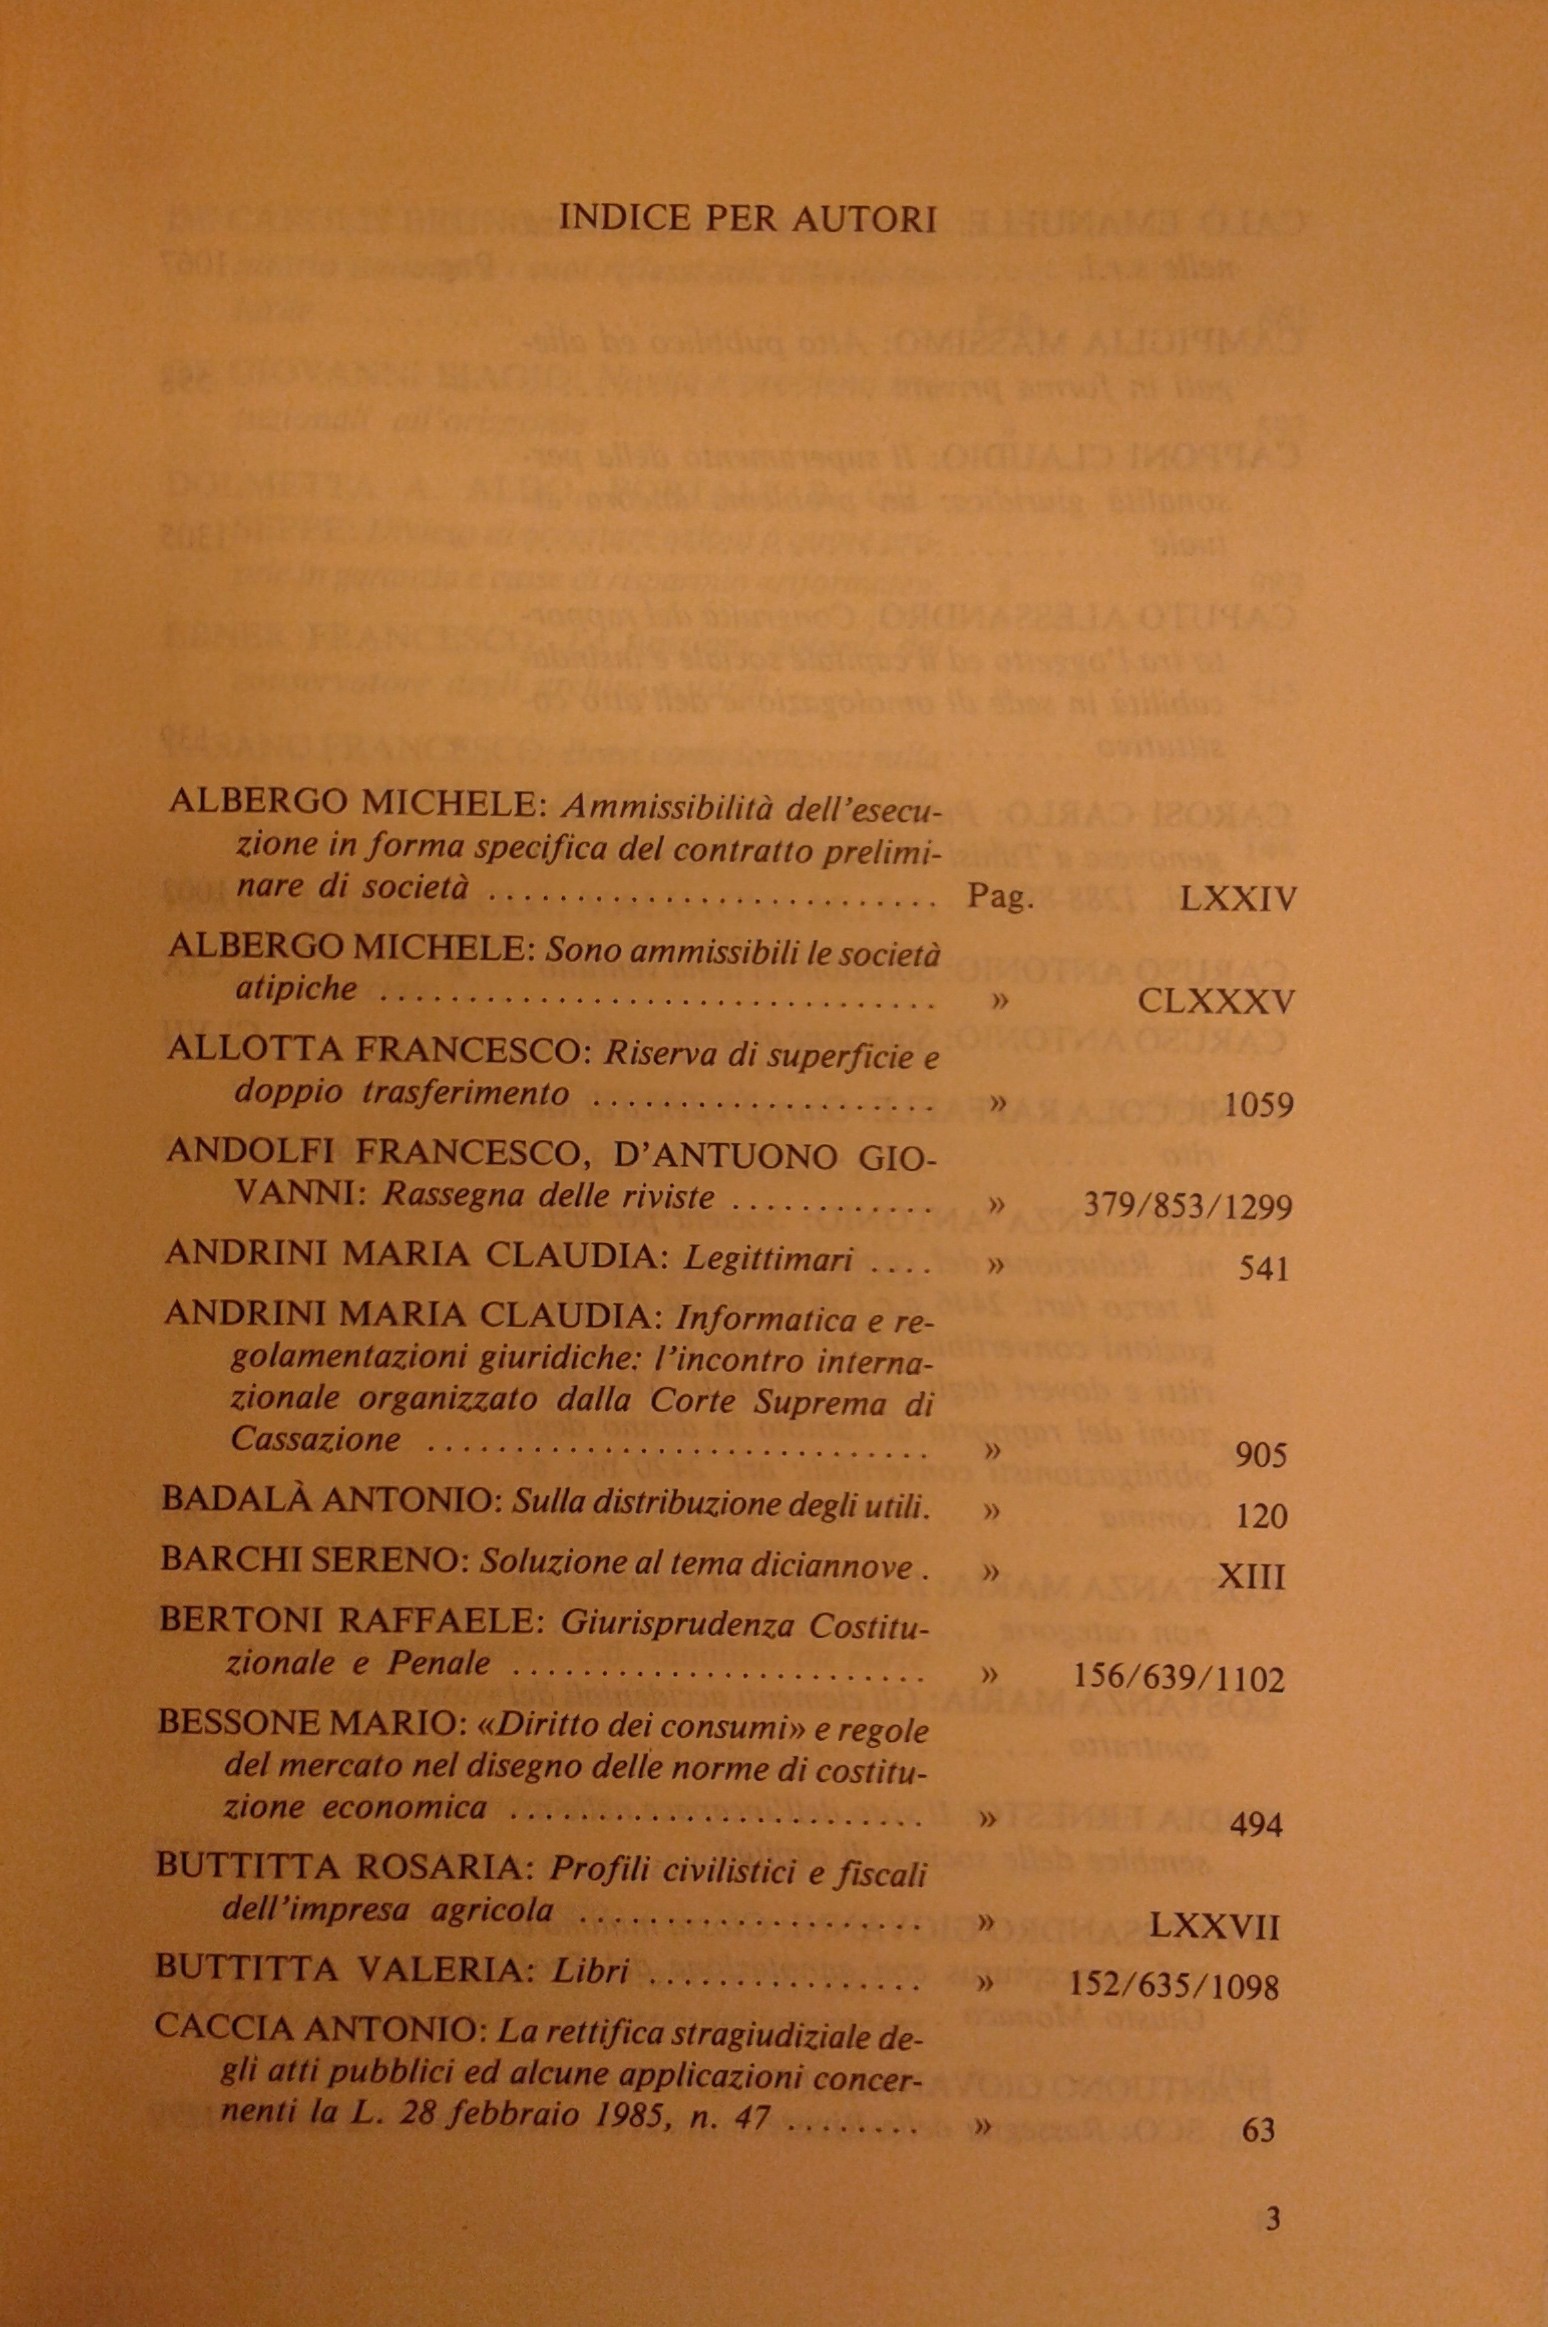 INDICE PER AUTORI
ALBERGO MICHELE: Ammissibilità dell'esecu-
zione in forma specifica del contratto prelimi-
nare di società .......................... Pag. LXXIV
ALBERGO MICHELE: Sono ammissibili le società
atipiche ................................ » CLXXXV
ALLOTTA FRANCESCO: Riserva di superficie e
doppio trasferimento .................... » 1059
ANDOLFI FRANCESCO, D'ANTUONO GIO-
VANNI: Rassegna delle riviste ............ » 379/853/1299
ANDRINI MARIA CLAUDIA: Legittimari .... » 541
ANDRINI MARIA CLAUDIA: Informatica e re-
golamentazioni giuridiche: l'incontro interna-
zionale organizzato dalla Corte Suprema di
Cassazione ............................. » 905
BADALÀ ANTONIO: Sulla distribuzione degli utili. » 120
BARCHI SERENO: Soluzione al tema diciannove . » XIII
BERTONI RAFFAELE: Giurisprudenza Costitu-
zionale e Penale ........................ » 156/639/1102
BESSONE MARIO: «Diritto dei consumi» e regole
del mercato nel disegno delle norme di costitu-
zione economica ........................ » 494
BUTTITTA ROSARIA: Profili civilistici e fiscali
dell'impresa agricola .................... » LXXVII
BUTTITTA VALERIA: Libri ................ » 152/635/1098
CACCIA ANTONIO: La rettifica stragiudiziale de-
gli atti pubblici ed alcune applicazioni concer-
nenti la L. 28 febbraio 1985, n. 47 ........ » 63
3